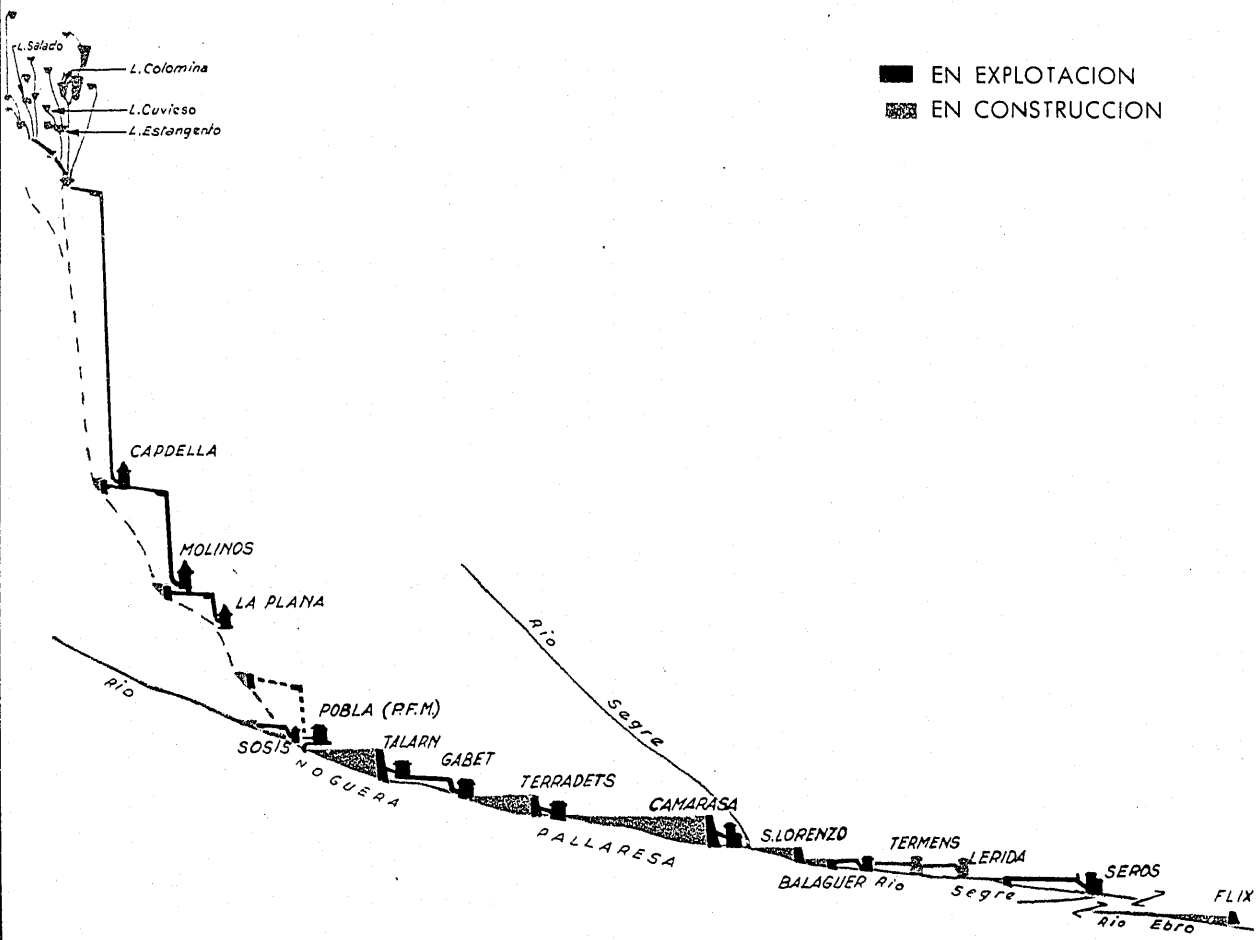 L.Salado
L.Colomina
L.Cuvieso
L.Estangento
EN EXPLOTACION
EN CONSTRUCCION
CAPDELLA
MOLINOS
LA PLANA
Rio
Rio
Segre
POBLA (P.F.M.)
SOSIS
TALARN
NOGUERA
GABET
TERRADETS
PALLARESA
CAMARASA
S.LORENZO
TERMENS
LERIDA
BALAGUER Rio
Segre
SEROS
FLIX
Rio Ebro